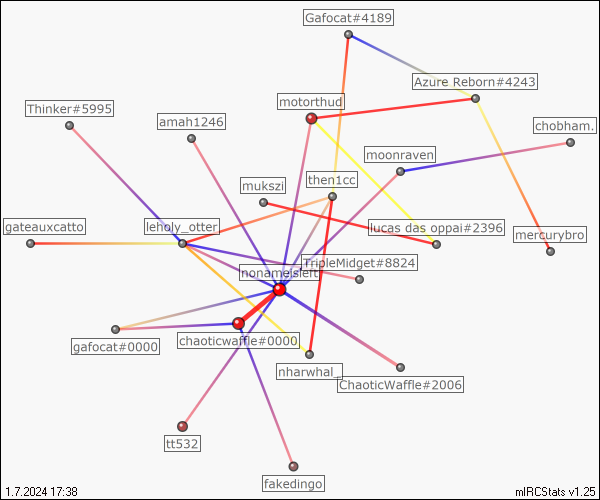 Gafocat#4189
Azure Reborn#4243
Thinker#5995
motorthud
amah1246
chobham.
moonraven
mukszi
then1cc
gateauxcatto
leholy_otter
lucas das oppai#2396
mercurybro
TripleMidget#8824
nonameisleft
gafocat#0000
chaoticwaffle#0000
nharwhal_
ChaoticWaffle#2006
tt532
fakedingo
1.7.2024 17:38
mIRCStats v1.25